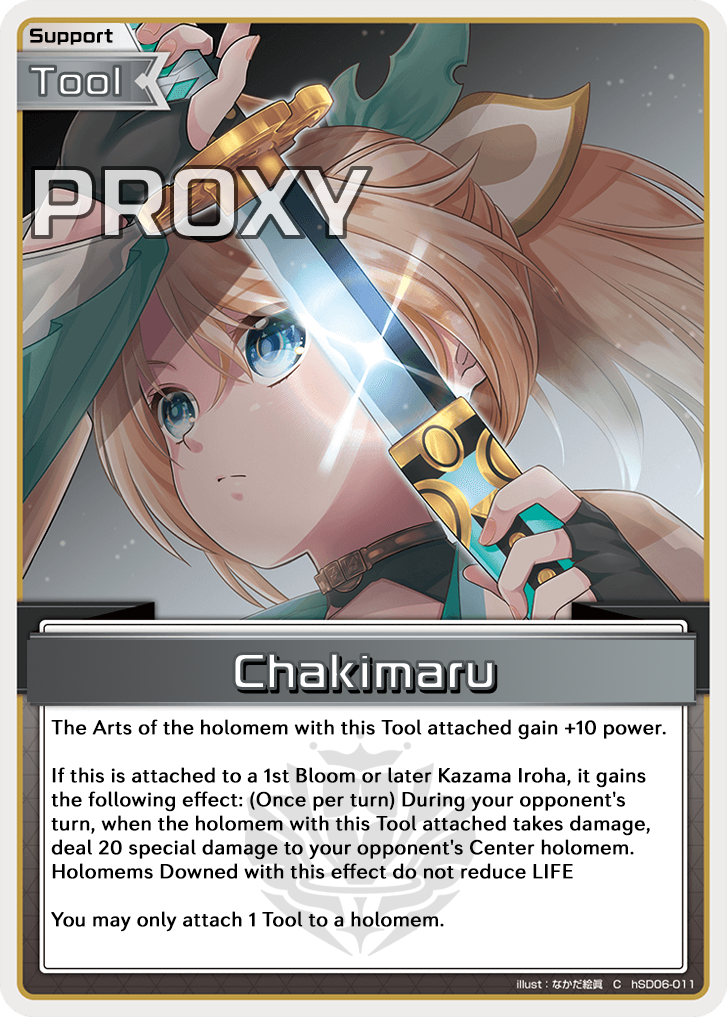 Support
Tool
PROXY
Chakimaru
The Arts of the holomem with this Tool attached gain +10 power.
If this is attached to a 1st Bloom or later Kazama Iroha, it gains
the following effect: (Once per turn) During your opponent's
turn, when the holomem with this Tool attached takes damage,
deal 20 special damage to your opponent's Center holomem.
Holomems Downed with this effect do not reduce LIFE
You may only attach 1 Tool to a holomem.
illust : なかだ絵眞 C hSD06-011